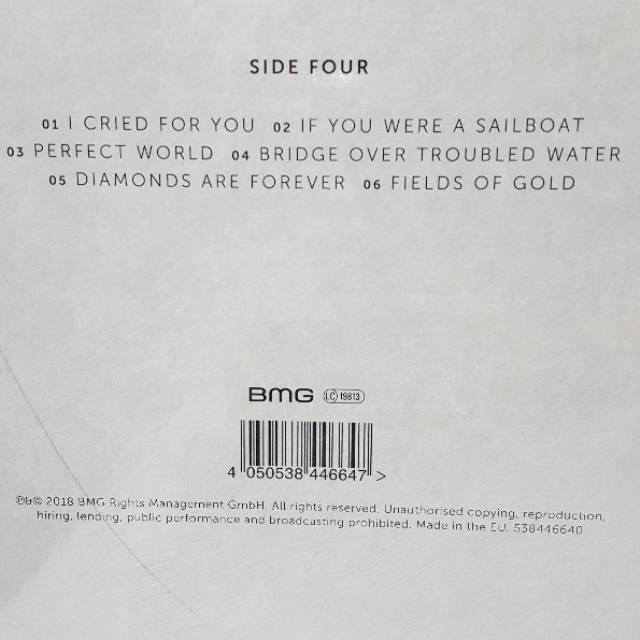 SIDE FOUR
01 I CRIED FOR YOU 02 IF YOU WERE A SAILBOAT
03 PERFECT WORLD 04 BRIDGE OVER TROUBLED WATER
05 DIAMONDS ARE FOREVER 06 FIELDS OF GOLD
BMG LC 19813
4 050538 446647 >
℗&© 2018 BMG Rights Management GmbH. All rights reserved. Unauthorised copying, reproduction,
hiring, lending, public performance and broadcasting prohibited. Made in the EU. 538446640